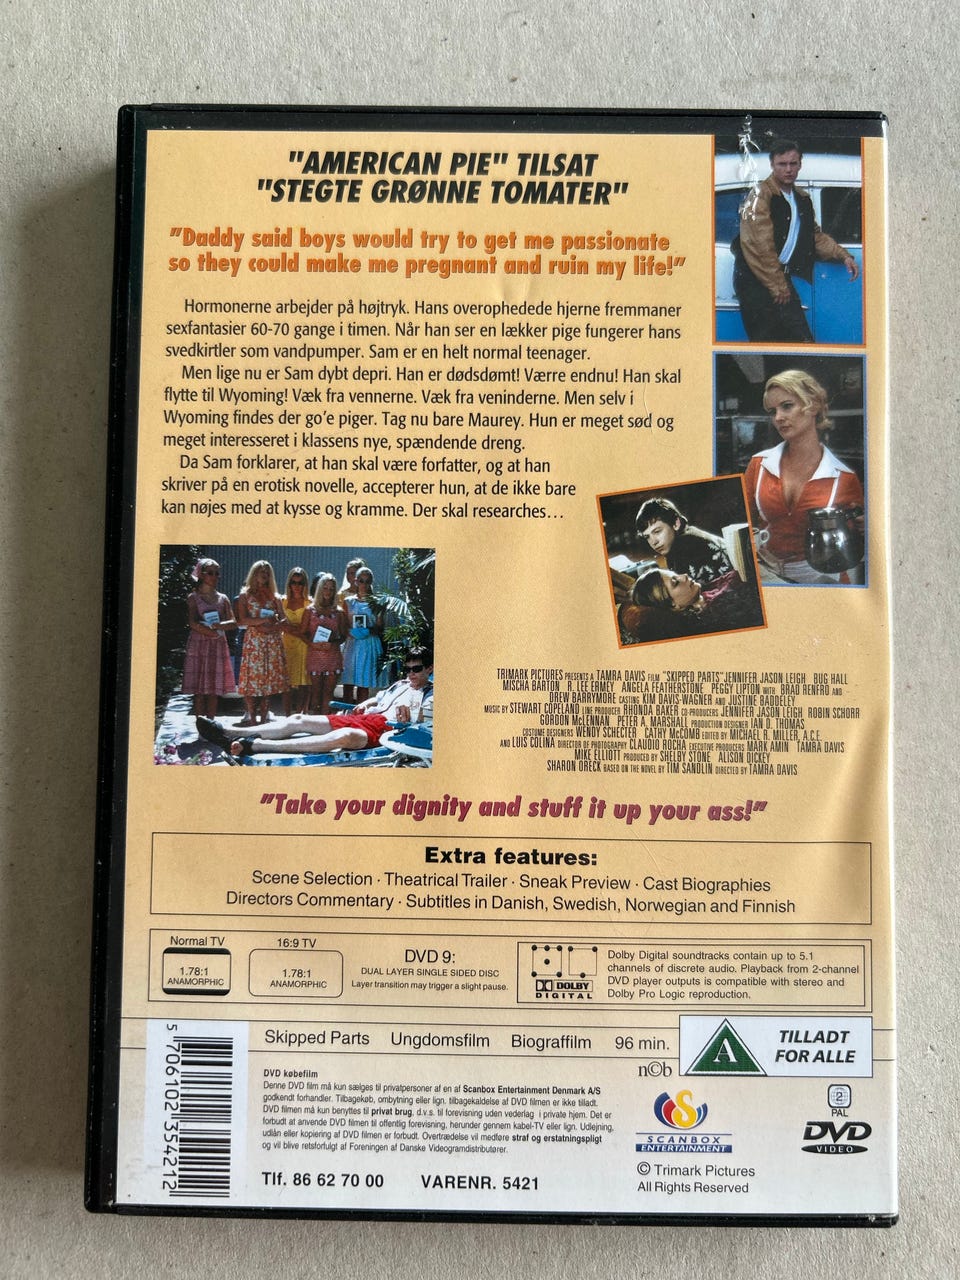 "AMERICAN PIE" TILSAT
"STEGTE GRØNNE TOMATER"
"Daddy said boys would try to get me passionate
so they could make me pregnant and ruin my life!"
Hormonerne arbejder på højtryk. Hans overophedede hjerne fremmaner
sexfantasier 60-70 gange i timen. Når han ser en lækker pige fungerer hans
svedkirtler som vandpumper. Sam er en helt normal teenager.
Men lige nu er Sam dybt depri. Han er dødsdømt! Værre endnu! Han skal
flytte til Wyoming! Væk fra vennerne. Væk fra veninderne. Men selv i
Wyoming findes der go'e piger. Tag nu bare Maurey. Hun er meget sød og
meget interesseret i klassens nye, spændende dreng.
Da Sam forklarer, at han skal være forfatter, og at han
skriver på en erotisk novelle, accepterer hun, at de ikke bare
kan nøjes med at kysse og kramme. Der skal researches...
TRIMARK PICTURES PRESENTS A TAMRA DAVIS FILM "SKIPPED PARTS" JENNIFER JASON LEIGH BUG HALL
MISCHA BARTON R. LEE ERMEY ANGELA FEATHERSTONE PEGGY LIPTON WITH BRAD RENFRO AND
DREW BARRYMORE CASTING KIM DAVIS-WAGNER AND JUSTINE BADDELEY
MUSIC BY STEWART COPELAND LINE PRODUCER RHONDA BAKER CO-PRODUCERS JENNIFER JASON LEIGH ROBIN SCHORR
GORDON McLENNAN PETER A. MARSHALL PRODUCTION DESIGNER IAN D. THOMAS
COSTUME DESIGNERS WENDY SCHECTER CATHY McCOMB EDITED BY MICHAEL R. MILLER, A.C.E.
AND LUIS COLINA DIRECTOR OF PHOTOGRAPHY CLAUDIO ROCHA EXECUTIVE PRODUCERS MARK AMIN TAMRA DAVIS
MIKE ELLIOTT PRODUCED BY SHELBY STONE ALISON DICKEY
SHARON ORECK BASED ON THE NOVEL BY TIM SANDLIN DIRECTED BY TAMRA DAVIS
"Take your dignity and stuff it up your ass!"
Extra features:
Scene Selection · Theatrical Trailer · Sneak Preview · Cast Biographies
Directors Commentary · Subtitles in Danish, Swedish, Norwegian and Finnish
Normal TV
1.78:1
ANAMORPHIC
16:9 TV
1.78:1
ANAMORPHIC
DVD 9:
DUAL LAYER SINGLE SIDED DISC
Layer transition may trigger a slight pause.
DOLBY
DIGITAL
Dolby Digital soundtracks contain up to 5.1
channels of discrete audio. Playback from 2-channel
DVD player outputs is compatible with stereo and
Dolby Pro Logic reproduction.
Skipped Parts Ungdomsfilm Biograffilm 96 min.
A
TILLADT
FOR ALLE
n©b
DVD købefilm
Denne DVD film må kun sælges til privatpersoner af en af Scanbox Entertainment Danmark A/S
godkendt forhandler. Tilbagekøb, ombytning eller lign. tilbagekaldelse af DVD filmen er ikke tilladt.
DVD filmen må kun benyttes til privat brug, d.v.s. til forevisning uden vederlag i private hjem. Det er
forbudt at anvende DVD filmen til offentlig forevisning, herunder gennem kabel-TV eller lign. Udlejning,
udlån eller kopiering af DVD filmen er forbudt. Overtrædelse vil medføre straf og erstatningspligt
og vil blive retsforfulgt af Foreningen af Danske Videogramdistributører.
Tlf. 86 62 70 00 VARENR. 5421
5 706102 354212
S
SCANBOX
ENTERTAINMENT
© Trimark Pictures
All Rights Reserved
2
PAL
DVD
VIDEO